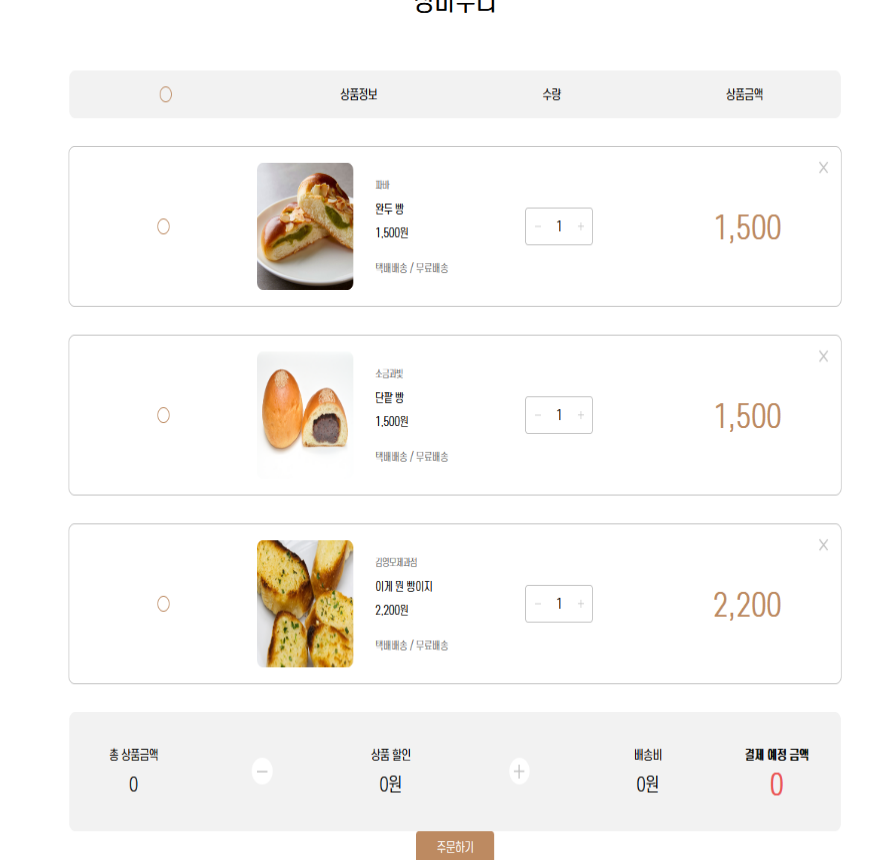 장바구니
상품정보 수량 상품금액
파바
완두 빵
1,500원
택배배송 / 무료배송
- 1 +
1,500
X
소금과빛
단팥 빵
1,500원
택배배송 / 무료배송
- 1 +
1,500
X
김영모제과점
이게 뭔 빵이지
2,200원
택배배송 / 무료배송
- 1 +
2,200
X
총 상품금액 상품 할인 배송비 결제 예정 금액
0 - 0원 + 0원 0
주문하기